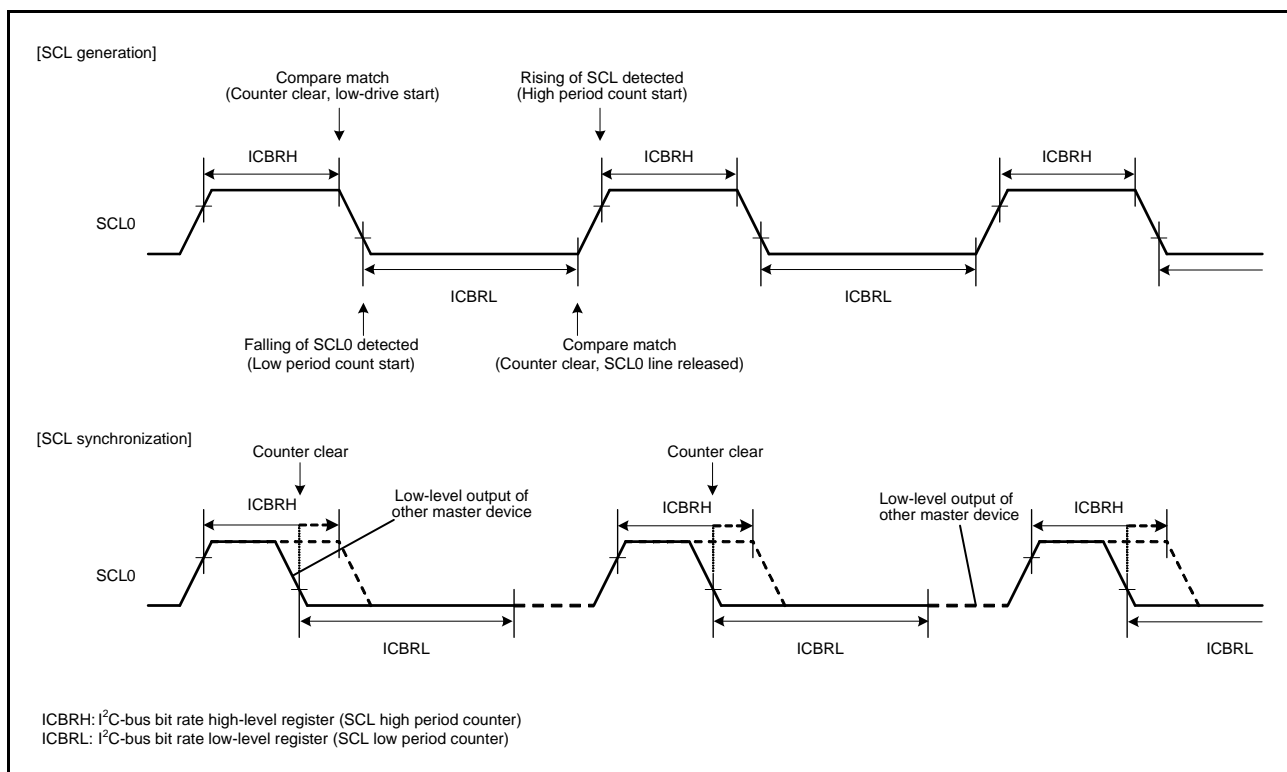 [SCL generation]
Compare match
(Counter clear, low-drive start)
Rising of SCL detected
(High period count start)
ICBRH
ICBRH
ICBRH
SCL0
ICBRL
ICBRL
Falling of SCL0 detected
(Low period count start)
Compare match
(Counter clear, SCL0 line released)
[SCL synchronization]
Counter clear
Counter clear
ICBRH
Low-level output of
other master device
ICBRH
Low-level output of
other master device
ICBRH
SCL0
ICBRL
ICBRL
ICBRL
ICBRH: I²C-bus bit rate high-level register (SCL high period counter)
ICBRL: I²C-bus bit rate low-level register (SCL low period counter)